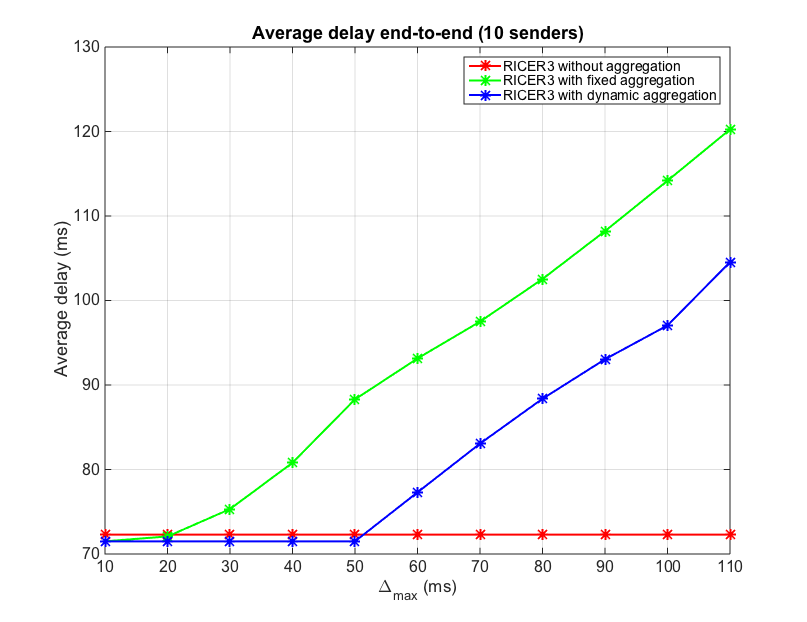 Average delay end-to-end (10 senders)
RICER3 without aggregation
RICER3 with fixed aggregation
RICER3 with dynamic aggregation
Average delay (ms)
130
120
110
100
90
80
70
10 20 30 40 50 60 70 80 90 100 110
Δmax (ms)